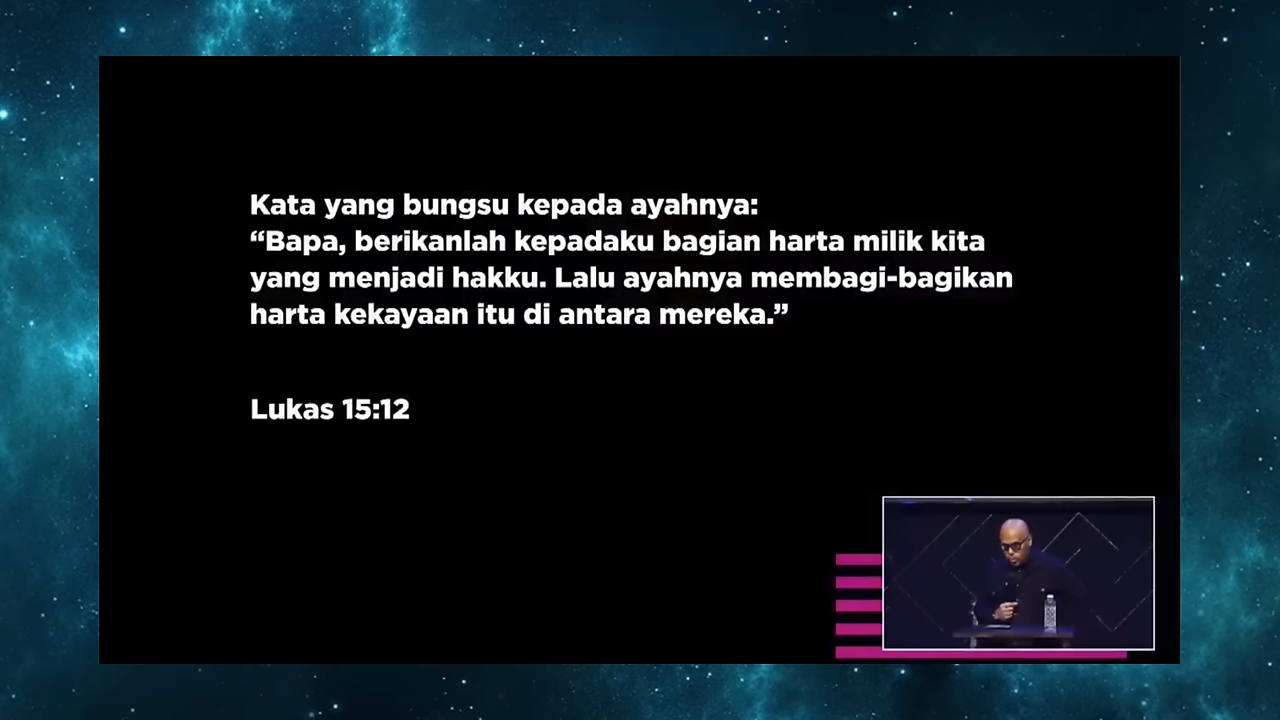 Kata yang bungsu kepada ayahnya:
“Bapa, berikanlah kepadaku bagian harta milik kita
yang menjadi hakku. Lalu ayahnya membagi-bagikan
harta kekayaan itu di antara mereka.”
Lukas 15:12